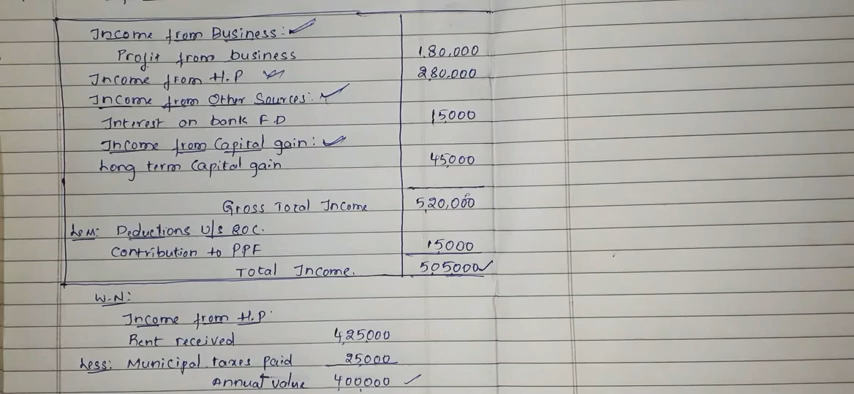 Income from Business:
Profit from business 1,80,000
Income from H.P 2,80,000
Income from Other Sources:
Interest on bank F.D 15000
Income from Capital gain:
Long term Capital gain 45000
Gross Total Income 5,20,000
Less: Deductions U/s 80C.
Contribution to PPF 15000
Total Income. 505000
W.N:
Income from H.P:
Rent received 4,25000
Less: Municipal taxes paid 25000
Annual value 400000